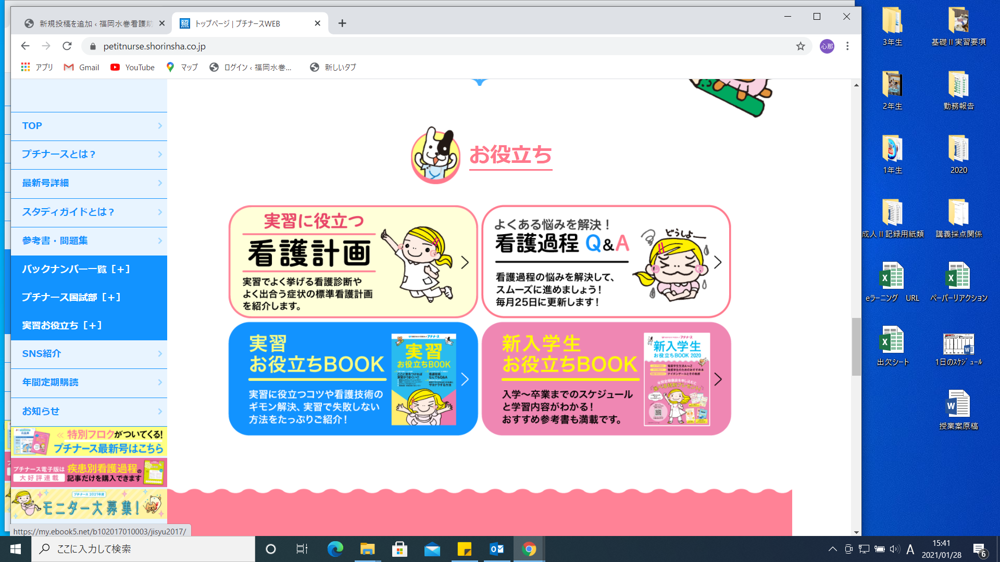 新規投稿を追加 ‹ 福岡水巻看護助
トップページ | プチナースWEB
petitnurse.shorinsha.co.jp
心那
アプリ
Gmail
YouTube
マップ
ログイン ‹ 福岡水巻...
新しいタブ
TOP
プチナースとは？
最新号詳細
スタディガイドとは？
参考書・問題集
バックナンバー一覧［+］
プチナース国試部［+］
実習お役立ち［+］
SNS紹介
年間定期購読
お知らせ
特別フロクがついてくる!
プチナース最新号はこちら
プチナース電子版は
大好評連載
疾患別看護過程の
記事だけを購入できます
プチナース 2021年度
モニター大募集!
https://my.ebook5.net/b102017010003/jisyu2017/
お役立ち
実習に役立つ
看護計画
実習でよく挙げる看護診断や
よく出合う症状の標準看護計画
を紹介します。
よくある悩みを解決！
看護過程 Q&A
どうしよー
看護過程の悩みを解決して、
スムーズに進めましょう！
毎月25日に更新します！
実習
お役立ちBOOK
実習に役立つコツや看護技術の
ギモン解決、実習で失敗しない
方法をたっぷりご紹介！
プチナース
実習
お役立ちBOOK
新入学生
お役立ちBOOK
入学〜卒業までのスケジュール
と学習内容がわかる！
おすすめ参考書も満載です。
プチナース
新入学生
お役立ちBOOK 2020
3年生
基礎Ⅱ実習要項
2年生
勤務報告
1年生
2020
成人Ⅱ記録用紙類
講義採点関係
eラーニング　URL
ペーパーリアクション
出欠シート
1日のｽｹｼﾞｭｰﾙ
授業案原稿
ここに入力して検索
A
15:41
2021/01/28
6